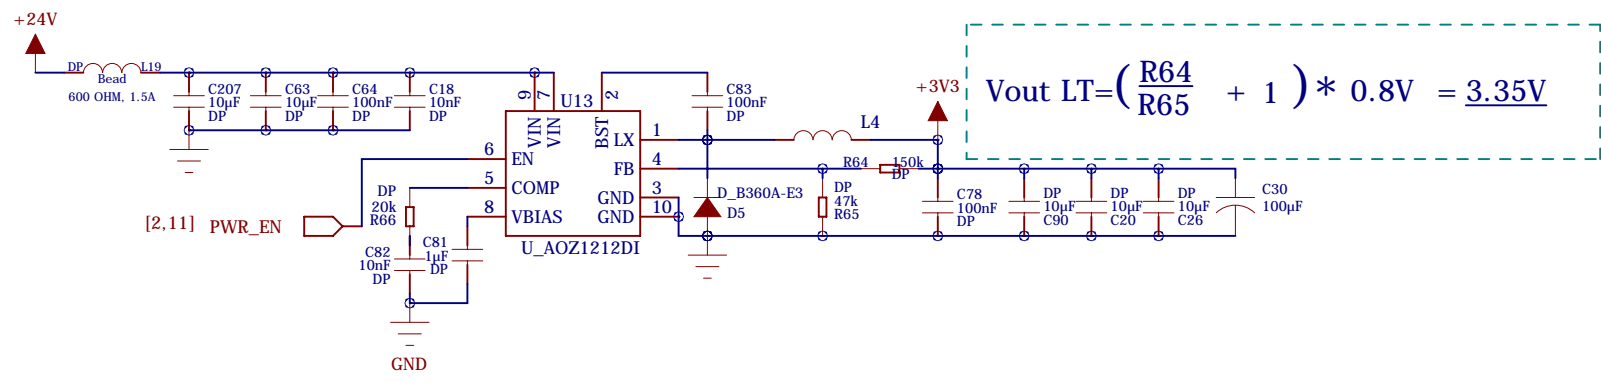 +24V
DP
L19
Bead
600 OHM, 1.5A
C207
10µF
DP
C63
10µF
DP
C64
100nF
DP
C18
10nF
DP
9
7
U13
2
VIN
VIN
BST
LX
1
EN
6
FB
4
COMP
5
GND
3
VBIAS
8
GND
10
U_AOZ1212DI
C83
100nF
DP
L4
+3V3
R64
150k
DP
D_B360A-E3
D5
DP
47k
R65
C78
100nF
DP
DP
10µF
C90
DP
10µF
C20
DP
10µF
C26
C30
100µF
[2,11]
PWR_EN
DP
20k
R66
C82
10nF
DP
C81
1µF
DP
GND
Vout LT=(R64/R65 + 1) * 0.8V = 3.35V